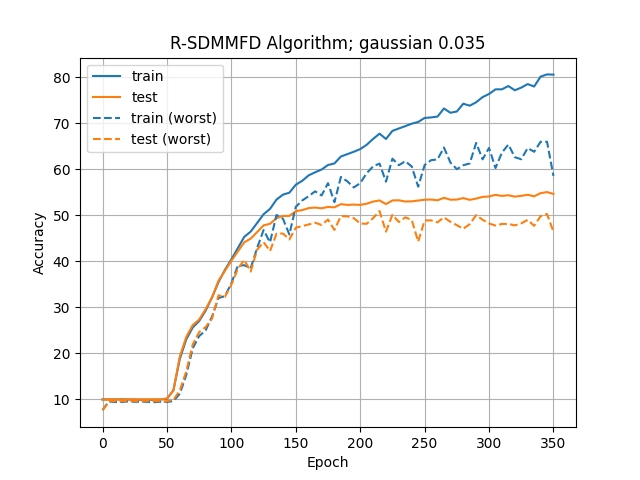 R-SDMMFD Algorithm; gaussian 0.035
train
test
train (worst)
test (worst)
80
70
60
50
40
30
20
10
Accuracy
0 50 100 150 200 250 300 350
Epoch